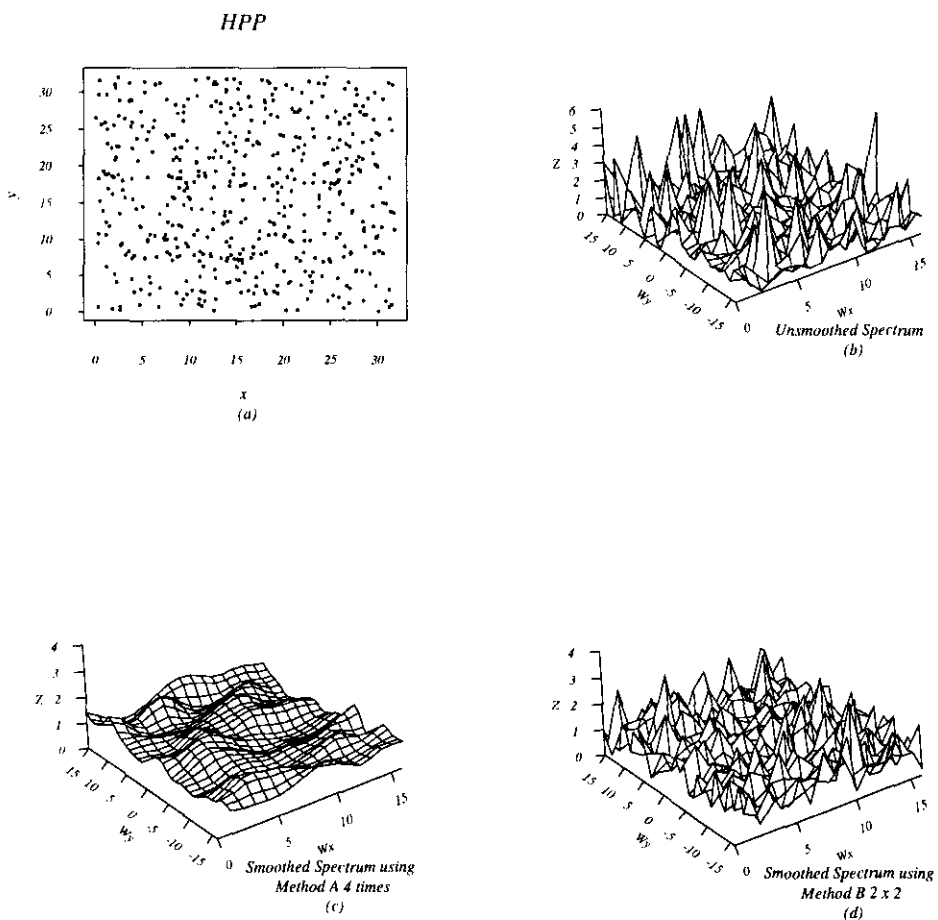 HPP
30
25
20
15
10
5
0
y
0 5 10 15 20 25 30
x
(a)
6
5
4
3
2
1
0
Z
15 10 5 0 -5 -10 -15
Wy
0 5 10 15
Wx
Unsmoothed Spectrum
(b)
4
3
2
1
0
Z
15 10 5 0 -5 -10 -15
Wy
0 5 10 15
Wx
Smoothed Spectrum using
Method A 4 times
(c)
4
3
2
1
0
Z
15 10 5 0 -5 -10 -15
Wy
0 5 10 15
Wx
Smoothed Spectrum using
Method B 2 x 2
(d)